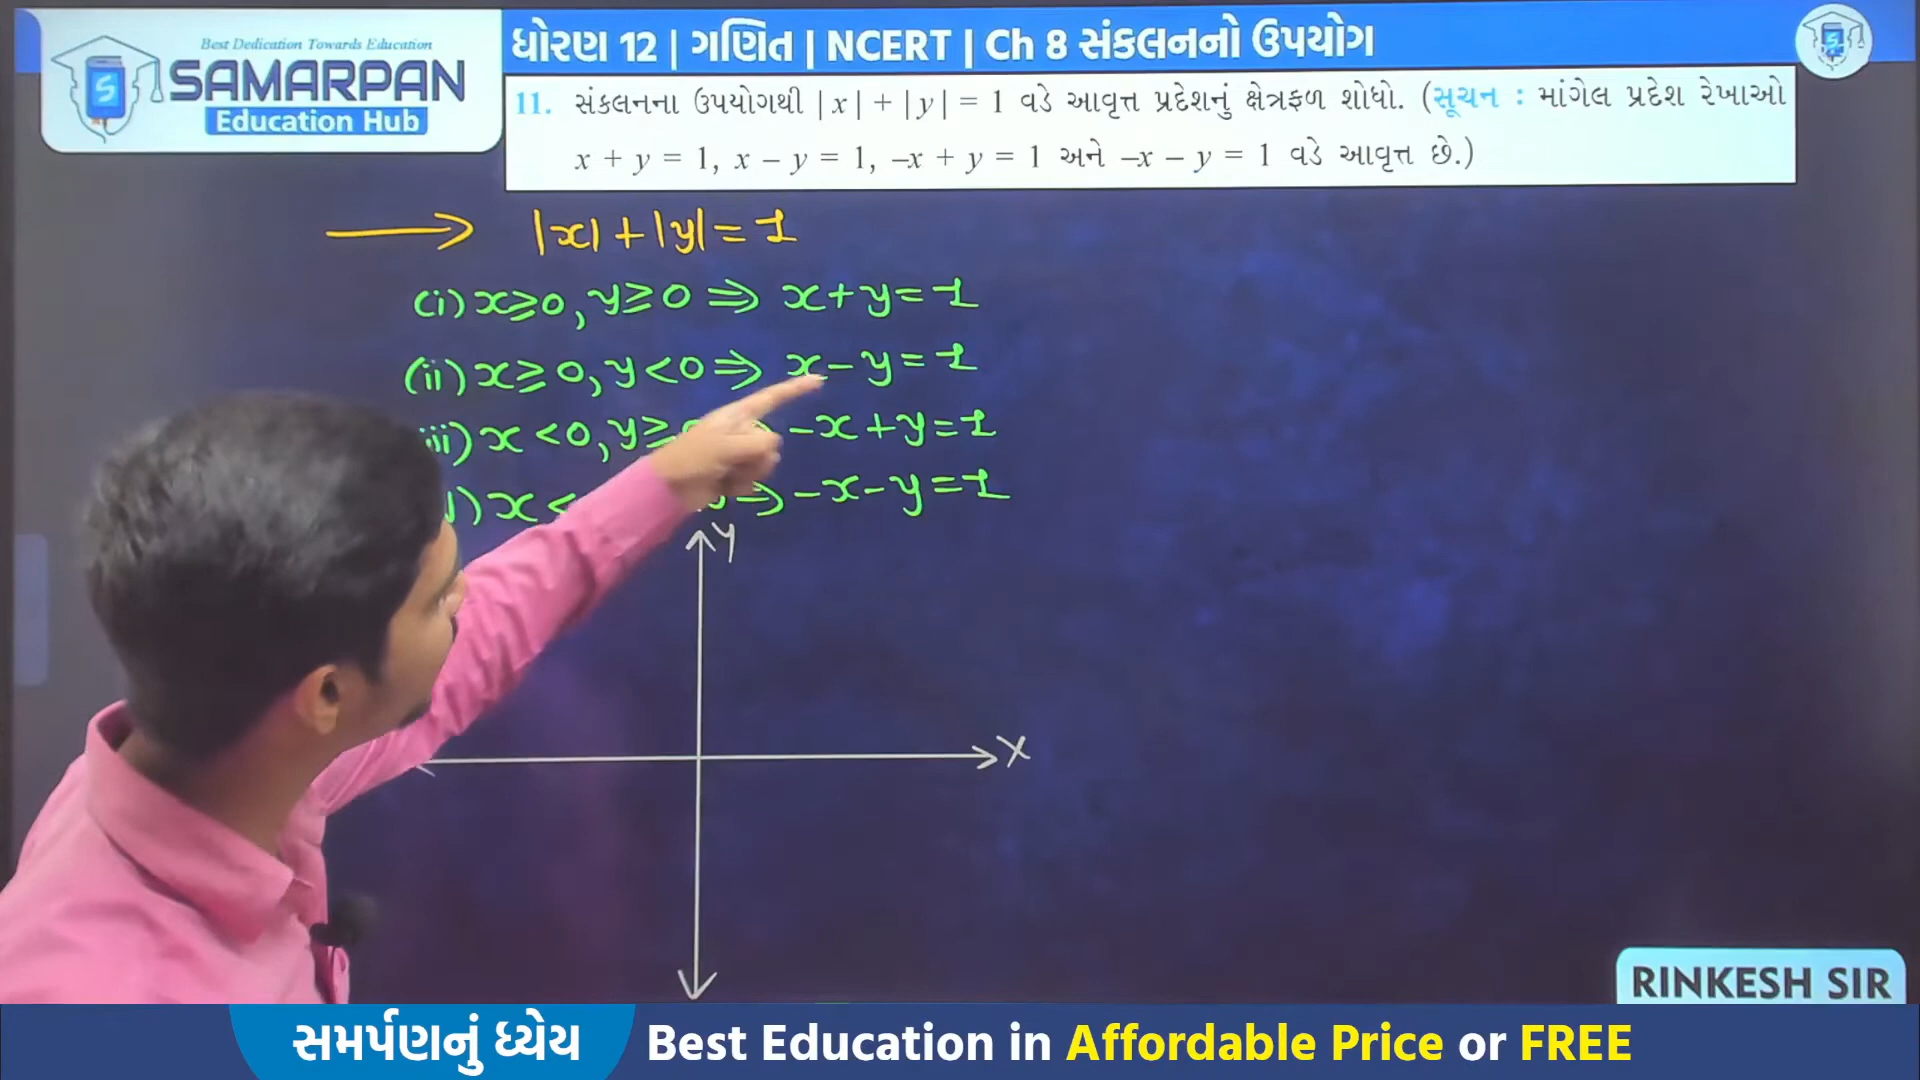 Best Dedication Towards Education
SAMARPAN
Education Hub
ધોરણ 12 | ગણિત | NCERT | Ch 8 સંકલનનો ઉપયોગ
11. સંકલનના ઉપયોગથી | x | + | y | = 1 વડે આવૃત્ત પ્રદેશનું ક્ષેત્રફળ શોધો. (સૂચન : માંગેલ પ્રદેશ રેખાઓ
x + y = 1, x – y = 1, –x + y = 1 અને –x – y = 1 વડે આવૃત્ત છે.)
→ |x| + |y| = 1
(i) x ≥ 0, y ≥ 0 ⇒ x + y = 1
(ii) x ≥ 0, y < 0 ⇒ x - y = 1
iii) x < 0, y ≥ -x + y = 1
) x < ⇒ -x - y = 1
Y
X
RINKESH SIR
સમર્પણનું ધ્યેય
Best Education in Affordable Price or FREE